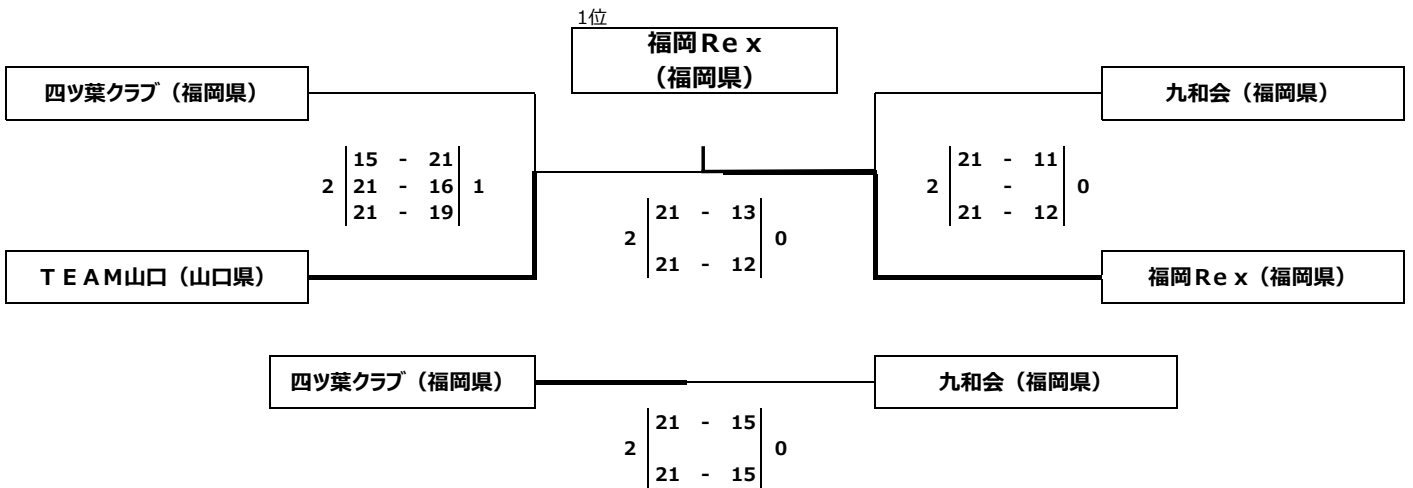 1位
福岡Ｒｅｘ
（福岡県）
四ツ葉クラブ（福岡県）
九和会（福岡県）
15 - 21
2 21 - 16 1
21 - 19
21 - 11
2 - 0
21 - 12
21 - 13
2 0
21 - 12
ＴＥＡＭ山口（山口県）
福岡Ｒｅｘ（福岡県）
四ツ葉クラブ（福岡県）
九和会（福岡県）
21 - 15
2 0
21 - 15